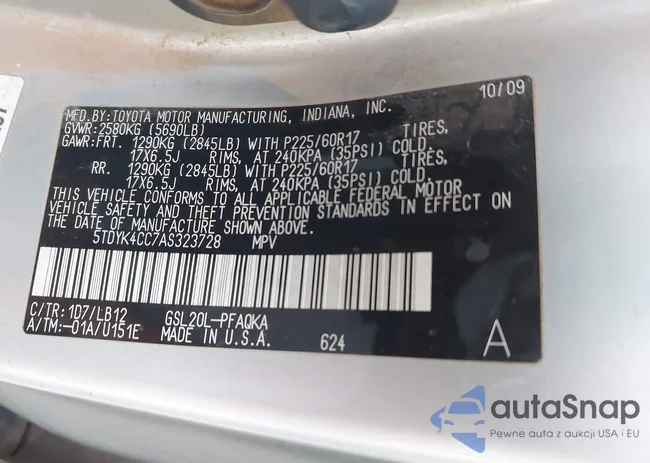 MFD.BY:TOYOTA MOTOR MANUFACTURING, INDIANA, INC. 10/09
GVWR:2580KG (5690LB)
GAWR:FRT. 1290KG (2845LB) WITH P225/60R17 TIRES,
17X6.5J RIMS, AT 240KPA (35PSI) COLD.
RR. 1290KG (2845LB) WITH P225/60R17 TIRES,
17X6.5J RIMS, AT 240KPA (35PSI) COLD.
THIS VEHICLE CONFORMS TO ALL APPLICABLE FEDERAL MOTOR
VEHICLE SAFETY AND THEFT PREVENTION STANDARDS IN EFFECT ON
THE DATE OF MANUFACTURE SHOWN ABOVE.
5TDYK4CC7AS323728 MPV
C/TR: 1D7/LB12 GSL20L-PFAQKA
A/TM:-01A/U151E MADE IN U.S.A. 624 A
autaSnap
Pewne auta z aukcji USA i EU